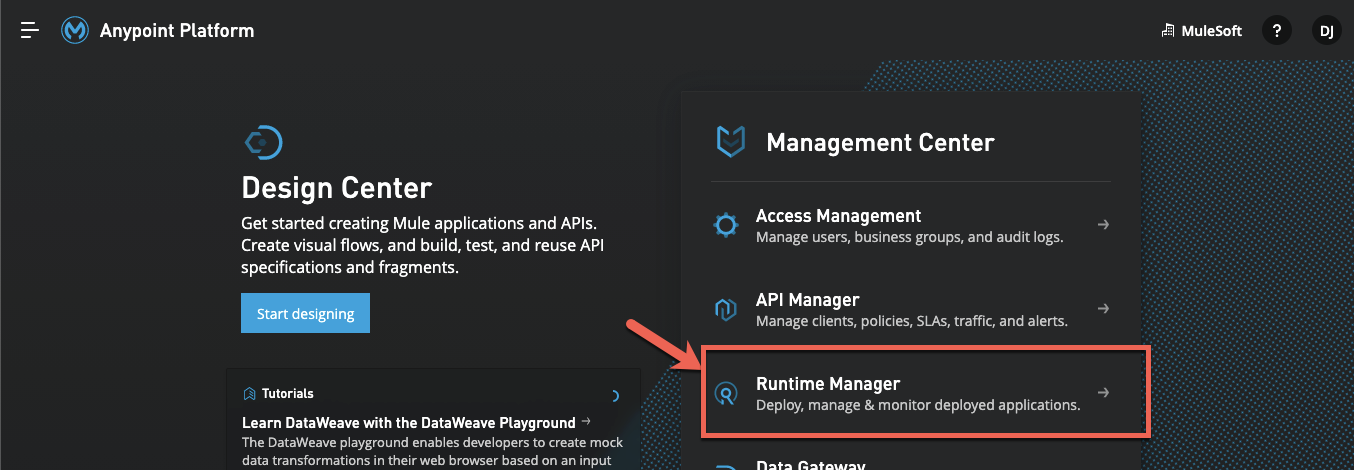 Anypoint Platform
MuleSoft
?
DJ
Design Center
Get started creating Mule applications and APIs.
Create visual flows, and build, test, and reuse API
specifications and fragments.
Start designing
Tutorials
Learn DataWeave with the DataWeave Playground
The DataWeave playground enables developers to create mock
data transformations in their web browser based on an input
Management Center
Access Management
Manage users, business groups, and audit logs.
API Manager
Manage clients, policies, SLAs, traffic, and alerts.
Runtime Manager
Deploy, manage & monitor deployed applications.
Data Gateway